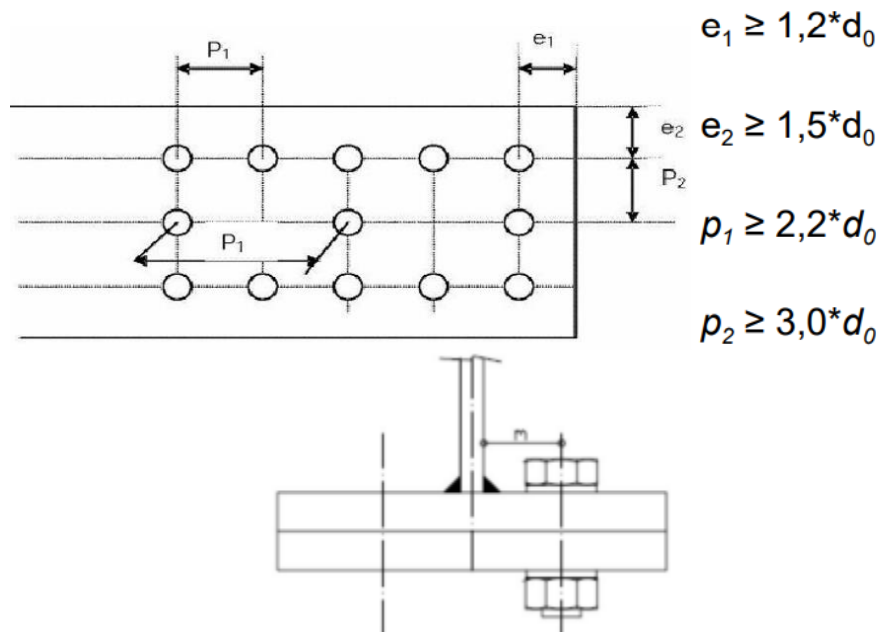 P₁
e₁
e₁ ≥ 1,2*d₀
e₂
e₂ ≥ 1,5*d₀
P₂
p₁ ≥ 2,2*d₀
P₁
p₂ ≥ 3,0*d₀
m